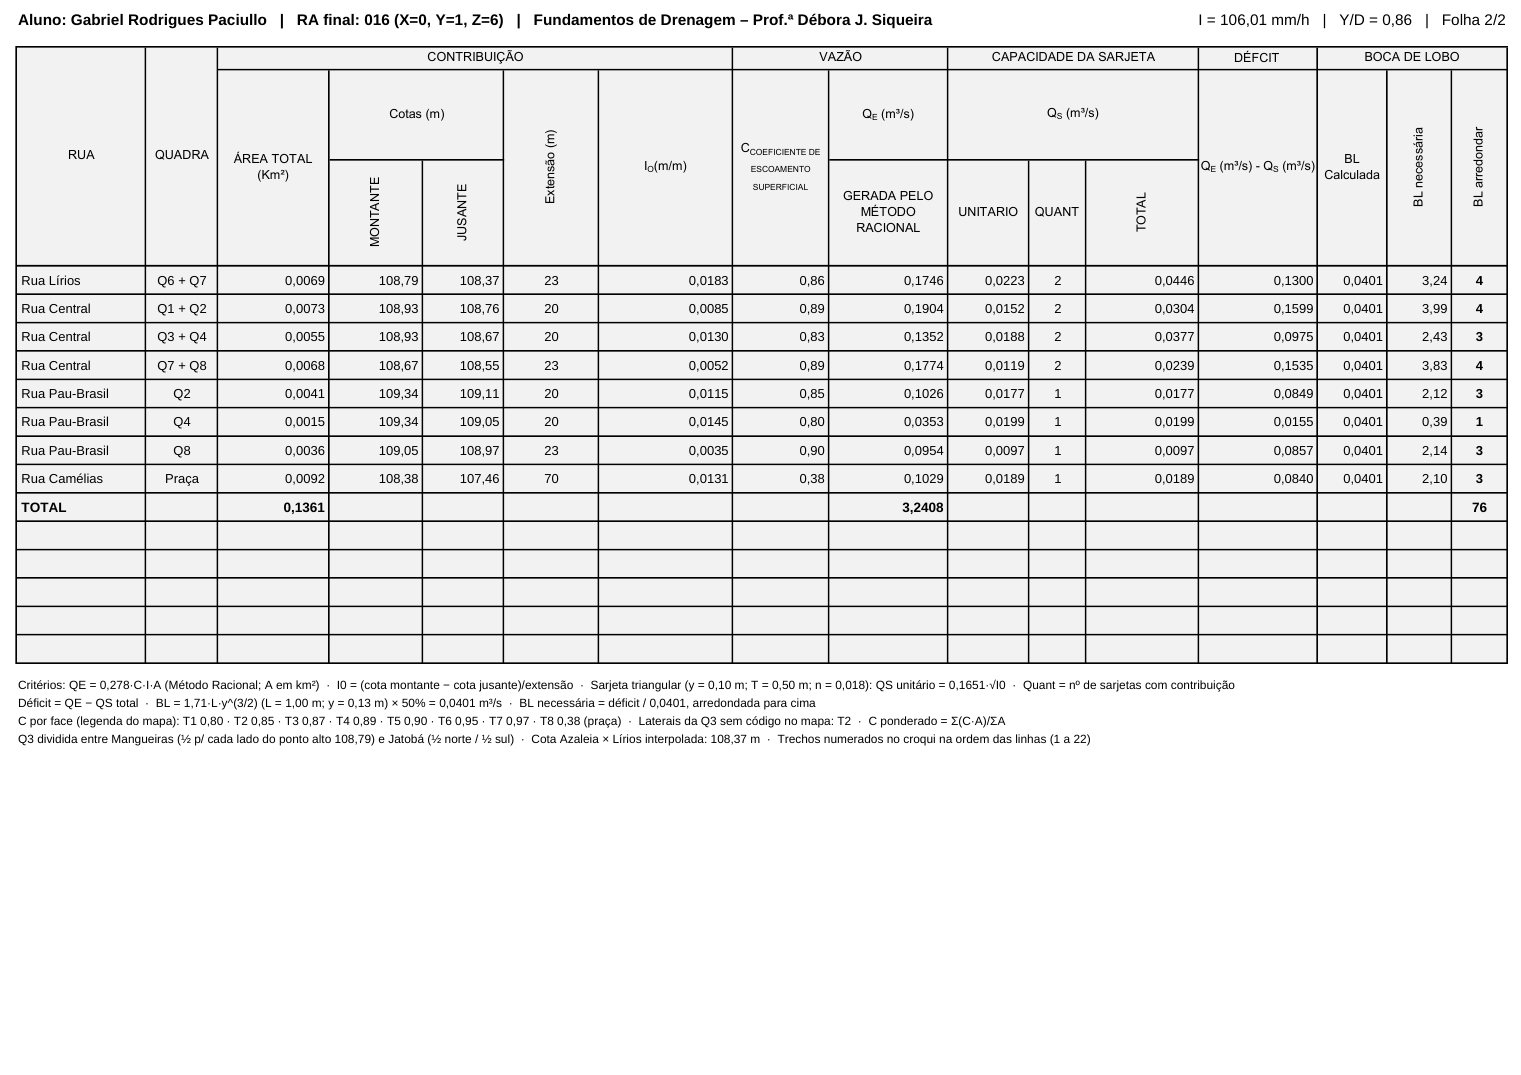 Aluno: Gabriel Rodrigues Paciullo | RA final: 016 (X=0, Y=1, Z=6) | Fundamentos de Drenagem – Prof.ª Débora J. Siqueira I = 106,01 mm/h | Y/D = 0,86 | Folha 2/2
CONTRIBUIÇÃO VAZÃO CAPACIDADE DA SARJETA DÉFCIT BOCA DE LOBO
RUA QUADRA ÁREA TOTAL (Km²) Cotas (m) MONTANTE JUSANTE Extensão (m) I0(m/m) CCOEFICIENTE DE ESCOAMENTO SUPERFICIAL QE (m³/s) GERADA PELO MÉTODO RACIONAL QS (m³/s) UNITARIO QUANT TOTAL QE (m³/s) - QS (m³/s) BL Calculada BL necessária BL arredondar
Rua Lírios Q6 + Q7 0,0069 108,79 108,37 23 0,0183 0,86 0,1746 0,0223 2 0,0446 0,1300 0,0401 3,24 4
Rua Central Q1 + Q2 0,0073 108,93 108,76 20 0,0085 0,89 0,1904 0,0152 2 0,0304 0,1599 0,0401 3,99 4
Rua Central Q3 + Q4 0,0055 108,93 108,67 20 0,0130 0,83 0,1352 0,0188 2 0,0377 0,0975 0,0401 2,43 3
Rua Central Q7 + Q8 0,0068 108,67 108,55 23 0,0052 0,89 0,1774 0,0119 2 0,0239 0,1535 0,0401 3,83 4
Rua Pau-Brasil Q2 0,0041 109,34 109,11 20 0,0115 0,85 0,1026 0,0177 1 0,0177 0,0849 0,0401 2,12 3
Rua Pau-Brasil Q4 0,0015 109,34 109,05 20 0,0145 0,80 0,0353 0,0199 1 0,0199 0,0155 0,0401 0,39 1
Rua Pau-Brasil Q8 0,0036 109,05 108,97 23 0,0035 0,90 0,0954 0,0097 1 0,0097 0,0857 0,0401 2,14 3
Rua Camélias Praça 0,0092 108,38 107,46 70 0,0131 0,38 0,1029 0,0189 1 0,0189 0,0840 0,0401 2,10 3
TOTAL 0,1361 3,2408 76
Critérios: QE = 0,278·C·I·A (Método Racional; A em km²) · I0 = (cota montante − cota jusante)/extensão · Sarjeta triangular (y = 0,10 m; T = 0,50 m; n = 0,018): QS unitário = 0,1651·√I0 · Quant = nº de sarjetas com contribuição
Déficit = QE − QS total · BL = 1,71·L·y^(3/2) (L = 1,00 m; y = 0,13 m) × 50% = 0,0401 m³/s · BL necessária = déficit / 0,0401, arredondada para cima
C por face (legenda do mapa): T1 0,80 · T2 0,85 · T3 0,87 · T4 0,89 · T5 0,90 · T6 0,95 · T7 0,97 · T8 0,38 (praça) · Laterais da Q3 sem código no mapa: T2 · C ponderado = Σ(C·A)/ΣA
Q3 dividida entre Mangueiras (½ p/ cada lado do ponto alto 108,79) e Jatobá (½ norte / ½ sul) · Cota Azaleia × Lírios interpolada: 108,37 m · Trechos numerados no croqui na ordem das linhas (1 a 22)